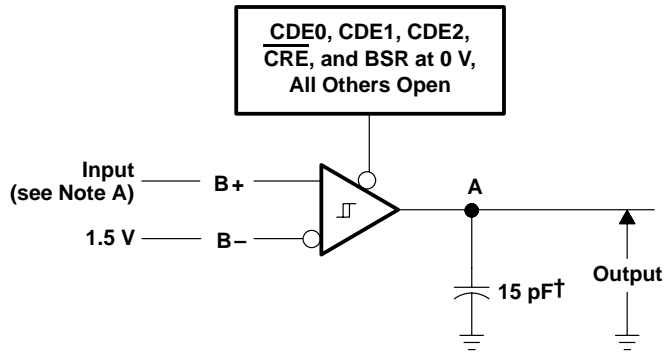 CDE0, CDE1, CDE2,
CRE, and BSR at 0 V,
All Others Open
Input
(see Note A)
B+
A
1.5 V
B−
15 pF†
Output